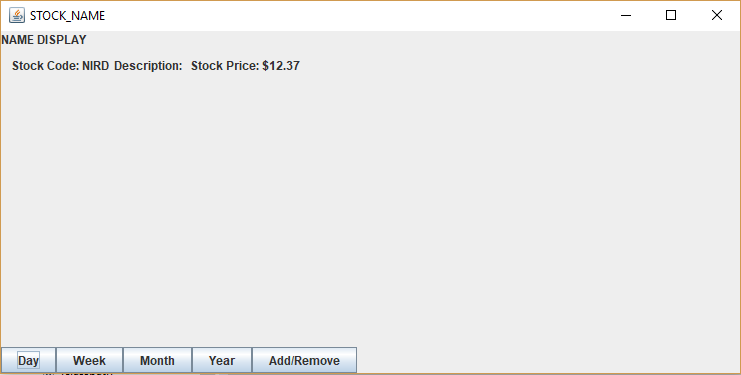 STOCK_NAME
NAME DISPLAY
Stock Code: NIRD Description: Stock Price: $12.37
Day Week Month Year Add/Remove